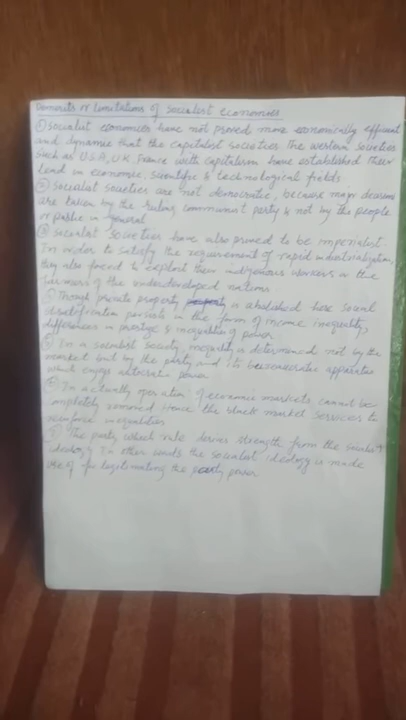 Demerits or limitations of socialist economies
① Socialist economies have not proved more economically efficient
and dynamic that the capitalist societies. The western societies
such as U.S.A, U.K France with capitalism have established their
lead in economic, scientific & technological fields
② Socialist societies are not democratic, because major decisions
are taken by the ruling communist party & not by the people
or public in general
③ Socialist societies have also proved to be imperialist.
In order to satisfy the requirement of rapid industrialization,
they also forced to exploit their indigenous workers or the
farmers of the underdeveloped nations
④ Though private property is abolished here social
stratification persists in the form of income inequality,
differences in prestige & inequalities of power
⑤ In a socialist society inequality is determined not by the
market but by the party and its bureaucratic apparatus
which enjoys autocratic power
⑥ In actually operation of economic markets cannot be
completely removed Hence the black market services to
reinforce inequalities
⑦ The party which rule derives strength from the socialist
ideology In other words the socialist ideology is made
use of for legitimating the party power